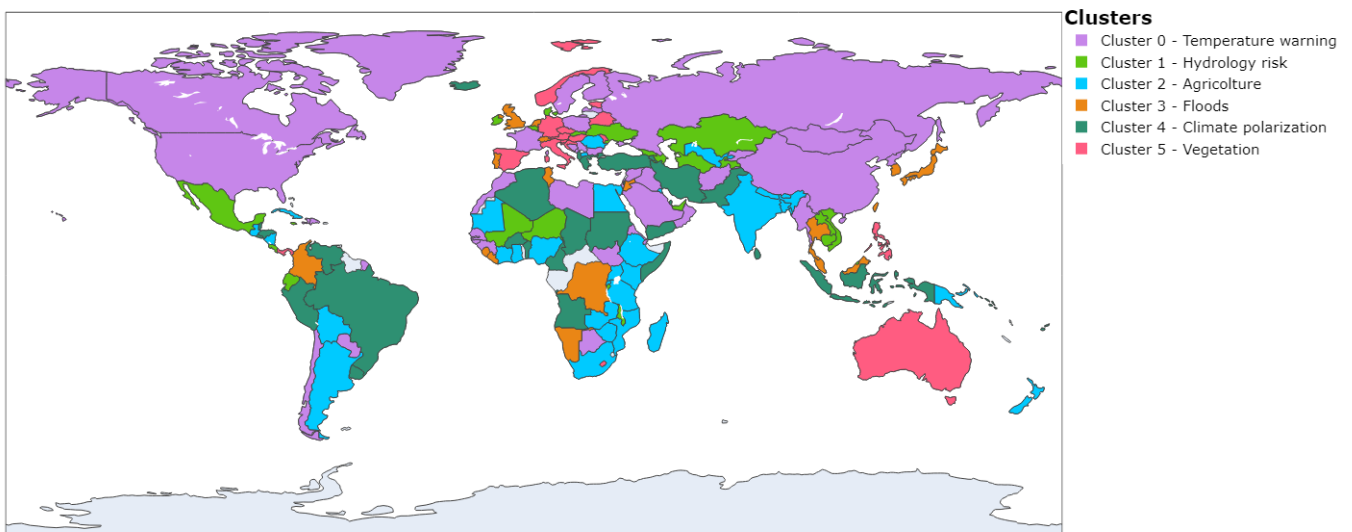 Clusters
Cluster 0 - Temperature warning
Cluster 1 - Hydrology risk
Cluster 2 - Agricolture
Cluster 3 - Floods
Cluster 4 - Climate polarization
Cluster 5 - Vegetation